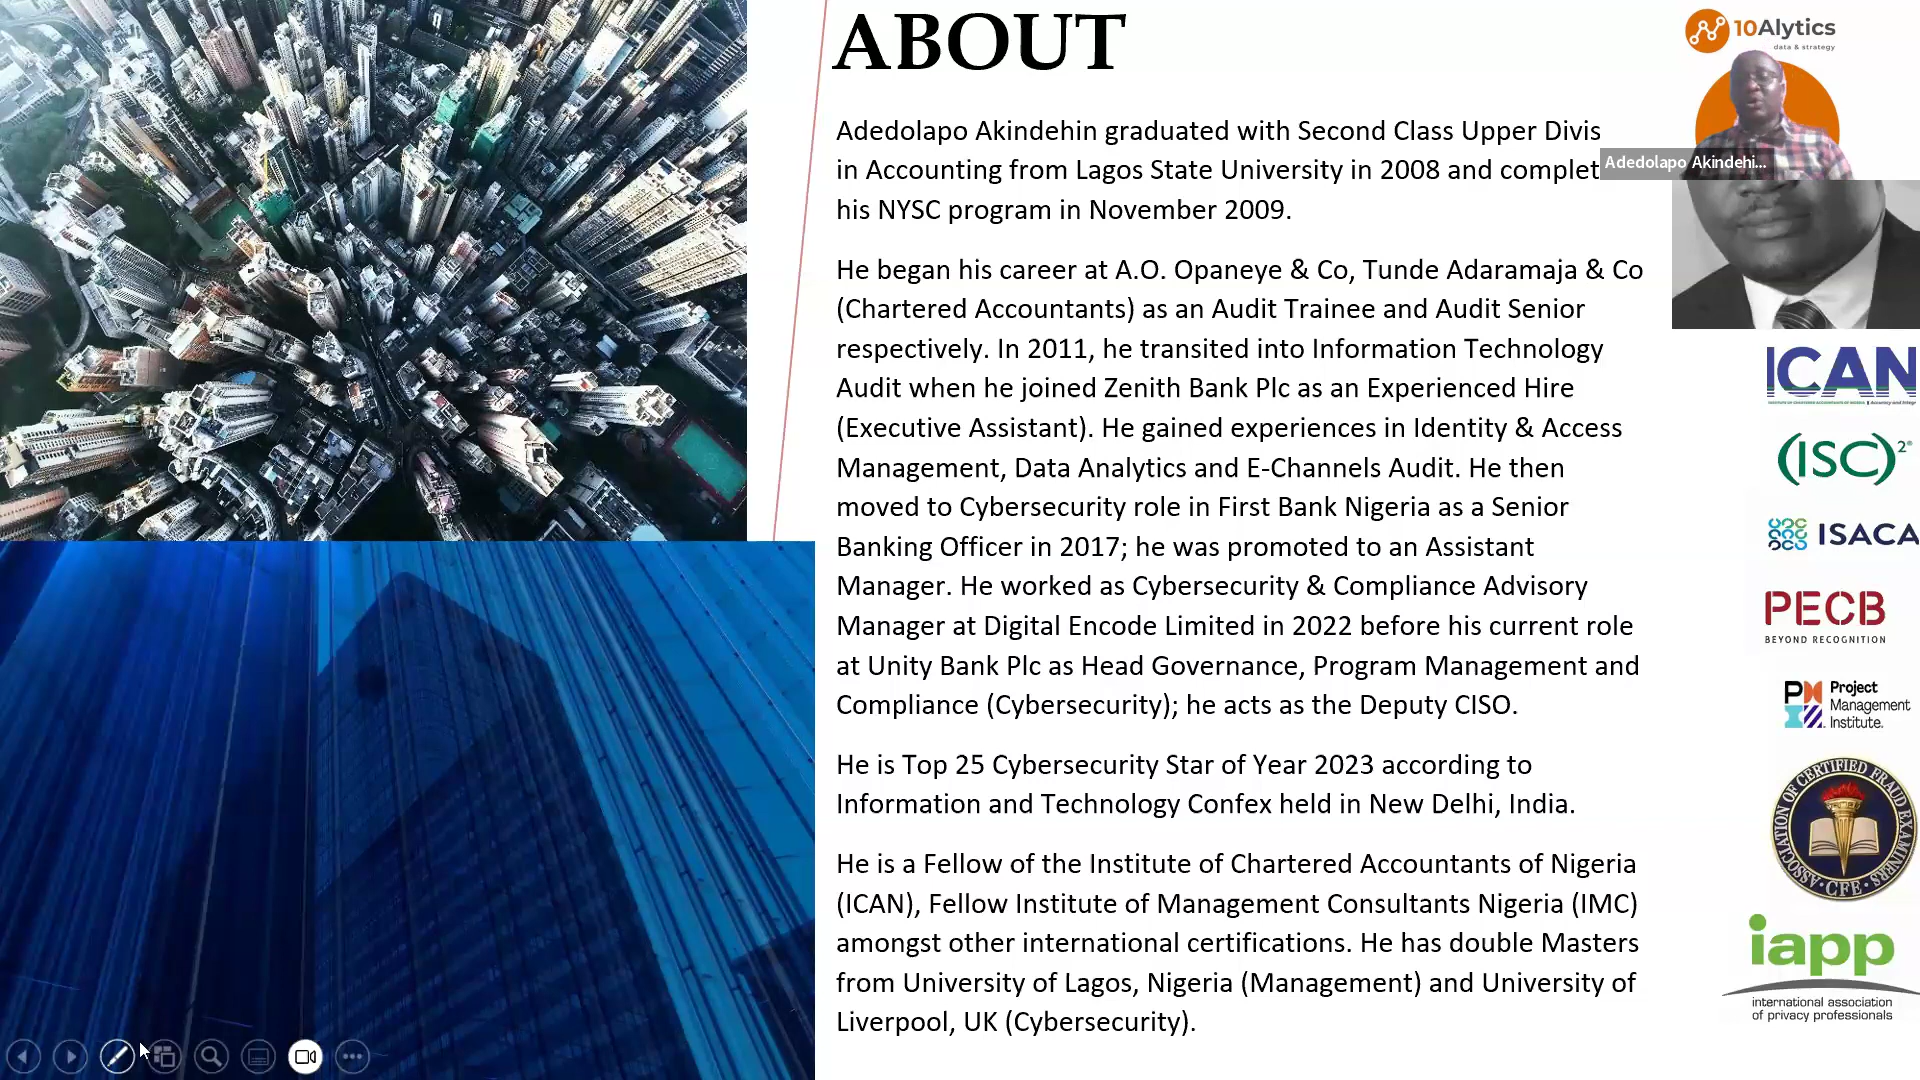 ABOUT
10Alytics
data & strategy
Adedolapo Akindehin graduated with Second Class Upper Divis
Adedolapo Akindehi...
in Accounting from Lagos State University in 2008 and complet
his NYSC program in November 2009.
He began his career at A.O. Opaneye & Co, Tunde Adaramaja & Co
(Chartered Accountants) as an Audit Trainee and Audit Senior
respectively. In 2011, he transited into Information Technology
Audit when he joined Zenith Bank Plc as an Experienced Hire
(Executive Assistant). He gained experiences in Identity & Access
Management, Data Analytics and E-Channels Audit. He then
moved to Cybersecurity role in First Bank Nigeria as a Senior
Banking Officer in 2017; he was promoted to an Assistant
Manager. He worked as Cybersecurity & Compliance Advisory
Manager at Digital Encode Limited in 2022 before his current role
at Unity Bank Plc as Head Governance, Program Management and
Compliance (Cybersecurity); he acts as the Deputy CISO.
He is Top 25 Cybersecurity Star of Year 2023 according to
Information and Technology Confex held in New Delhi, India.
He is a Fellow of the Institute of Chartered Accountants of Nigeria
(ICAN), Fellow Institute of Management Consultants Nigeria (IMC)
amongst other international certifications. He has double Masters
from University of Lagos, Nigeria (Management) and University of
Liverpool, UK (Cybersecurity).
ICAN
(ISC)²®
ISACA
PECB
BEYOND RECOGNITION
Project
Management
Institute.
ASSOCIATION OF CERTIFIED FRAUD EXAMINERS
CFE
iapp
international association
of privacy professionals